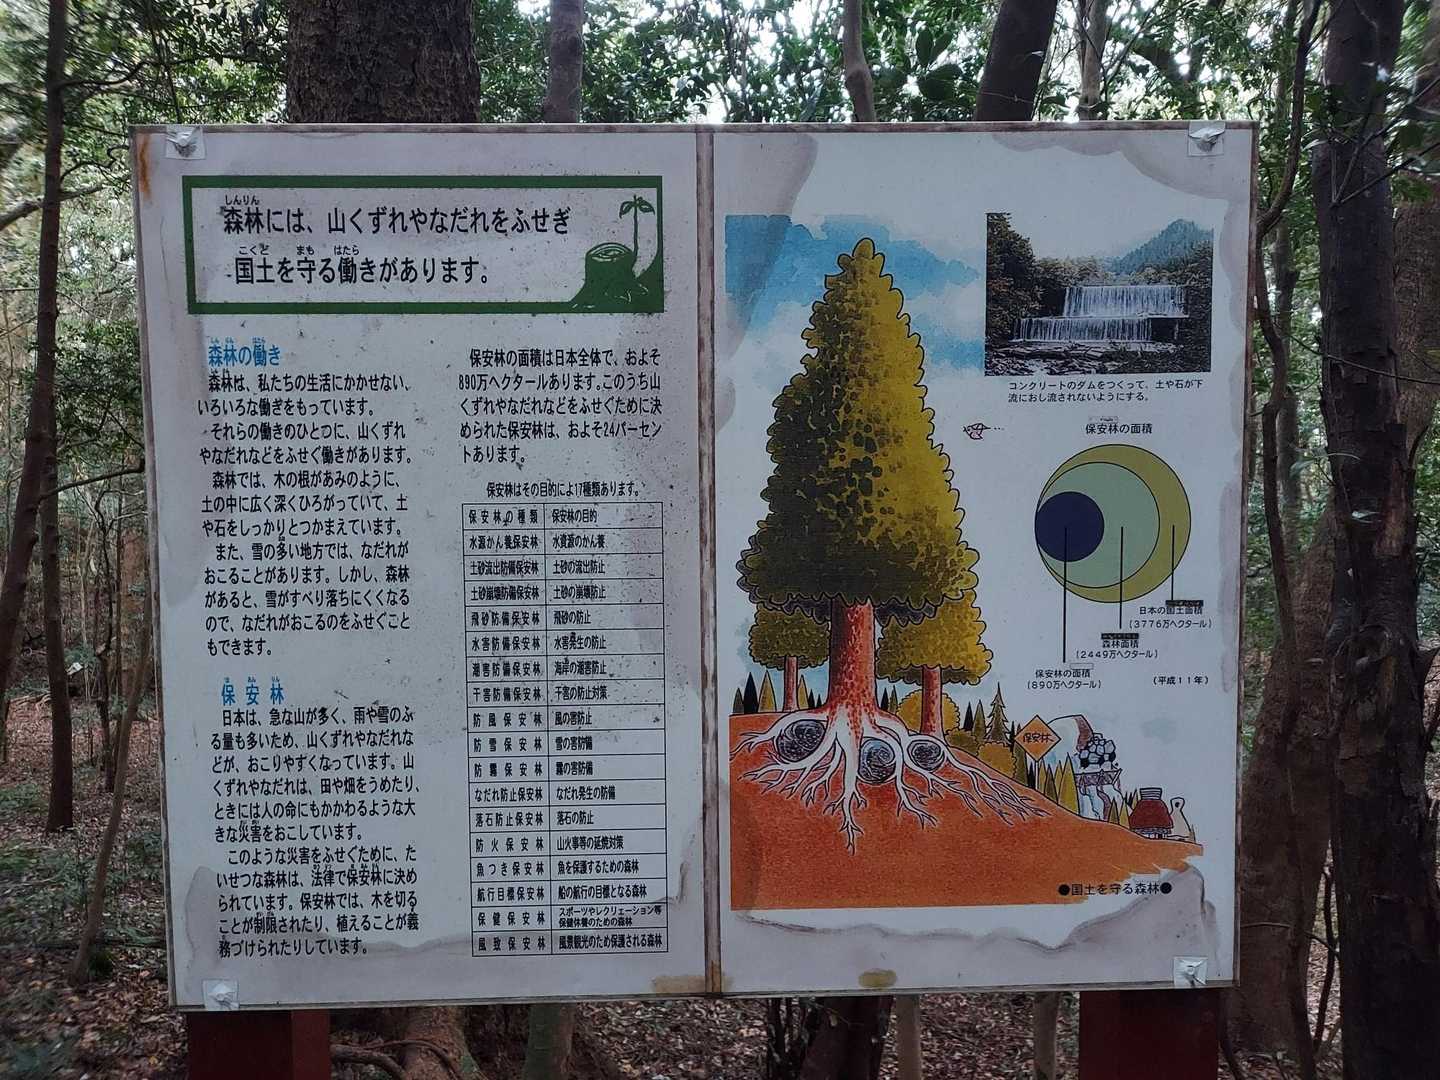 しんりん
森林には、山くずれやなだれをふせぎ
こくど まも はたら
国土を守る働きがあります。
森林の働き
森林は、私たちの生活にかかせない、
いろいろな働ぎをもっています。
それらの働きのひとつに、山くずれ
やなだれなどをふせぐ働きがあります。
森林では、木の根があみのように、
土の中に広く深くひろがっていて、土
や石をしっかりとつかまえています。
また、雪の多い地方では、なだれが
おこることがあります。しかし、森林
があると、雪がすべり落ちにくくなる
ので、なだれがおこるのをふせぐこと
もできます。
保安林
日本は、急な山が多く、雨や雪のふ
る量も多いため、山くずれやなだれな
どが、おこりやすくなっています。山
くずれやなだれは、田や畑をうめたり、
ときには人の命にもかかわるような大
きな災害をおこしています。
このような災害をふせぐために、た
いせつな森林は、法律で保安林に決め
られています。保安林では、木を切る
ことが制限されたり、植えることが義
務づけられたりしています。
保安林の面積は日本全体で、およそ
890万ヘクタールあります。このうち山
くずれやなだれなどをふせぐために決
められた保安林は、およそ24パーセン
トあります。
保安林はその目的により17種類あります。
保安林の種類 保安林の目的
水源かん養保安林 水資源のかん養
土砂流出防備保安林 土砂の流出防止
土砂崩壊防備保安林 土砂の崩壊防止
飛砂防備保安林 飛砂の防止
水害防備保安林 水害発生の防止
潮害防備保安林 海岸の潮害防止
干害防備保安林 干害の防止対策
防風保安林 風の害防止
防雪保安林 雪の害防備
防霧保安林 霧の害防備
なだれ防止保安林 なだれ発生の防備
落石防止保安林 落石の防止
防火保安林 山火事等の延焼対策
魚つき保安林 魚を保護するための森林
航行目標保安林 船の航行の目標となる森林
保健保安林 スポーツやレクリェーション等
保健休養のための森林
風致保安林 風景観光のため保護される森林
コンクリートのダムをつくって、土や石が下
流におし流されないようにする。
保安林の面積
日本の国土面積
(3776万ヘクタール)
森林面積
(2449万ヘクタール)
保安林の面積
(890万ヘクタール)
(平成11年)
保安林
●国土を守る森林●